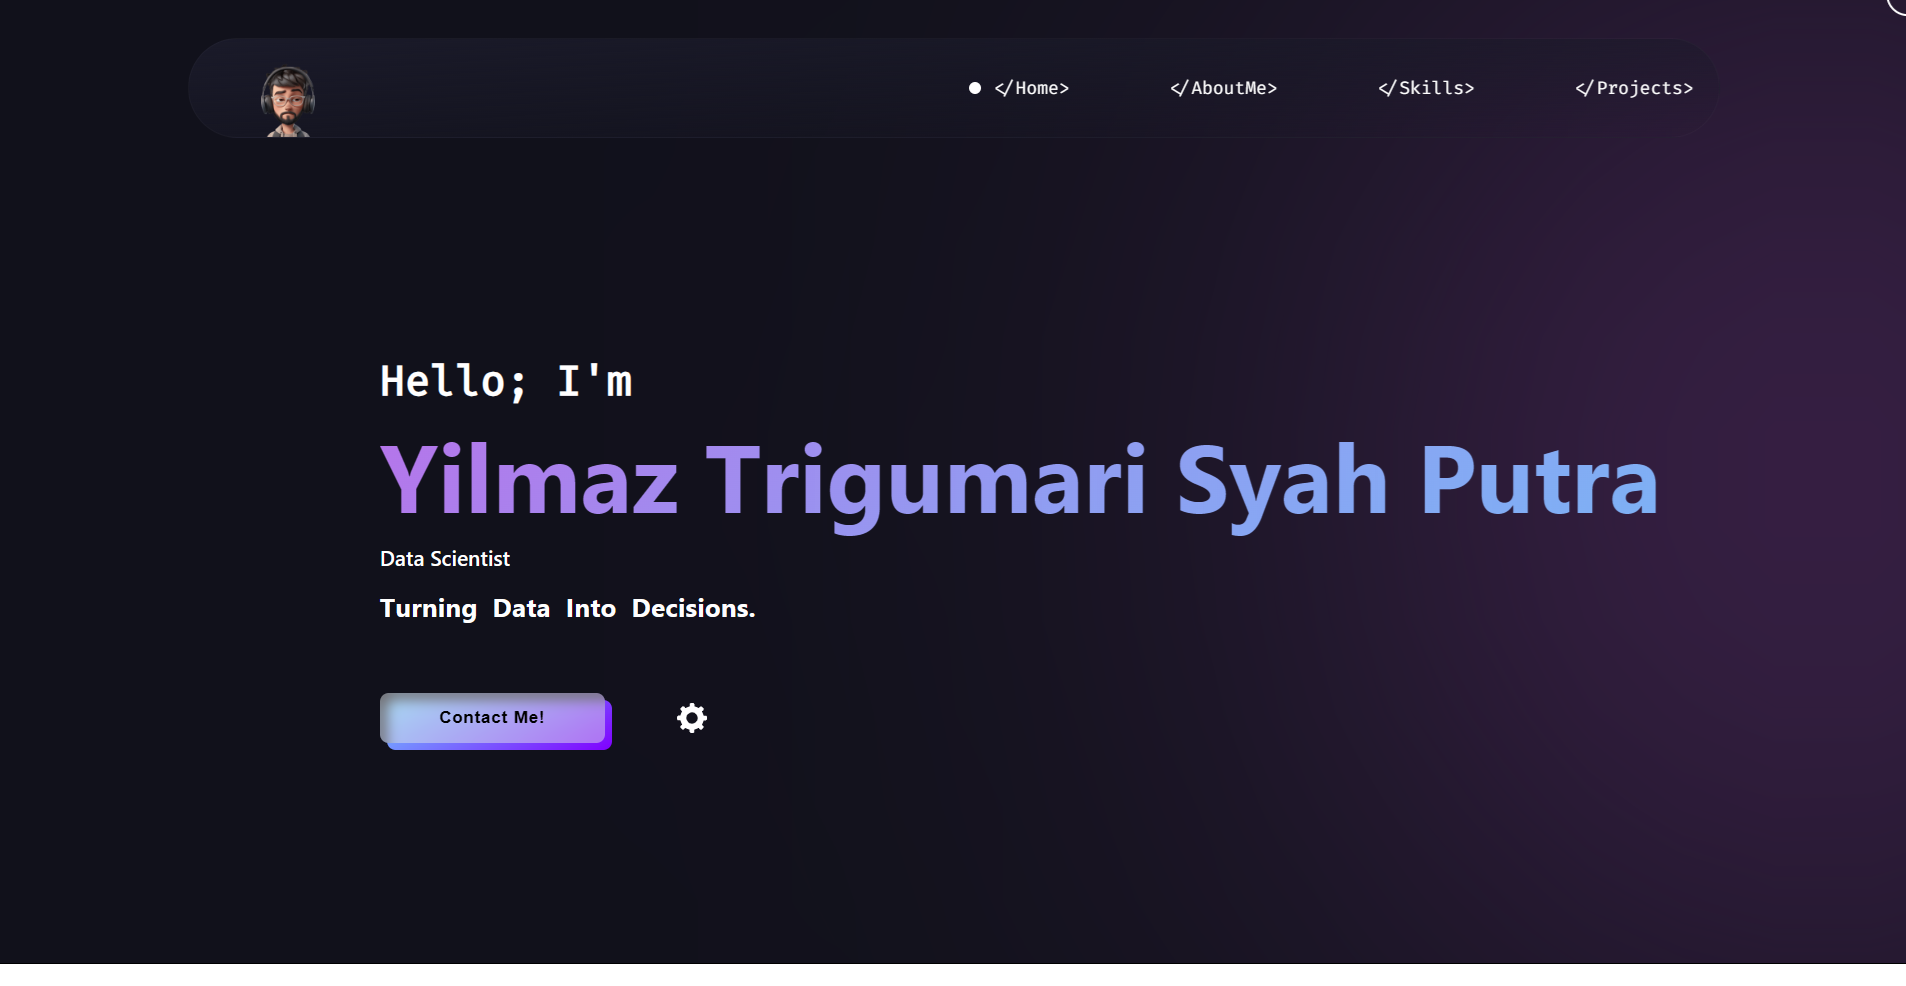 </Home> </AboutMe> </Skills> </Projects>
Hello; I'm
Yilmaz Trigumari Syah Putra
Data Scientist
Turning Data Into Decisions.
Contact Me!